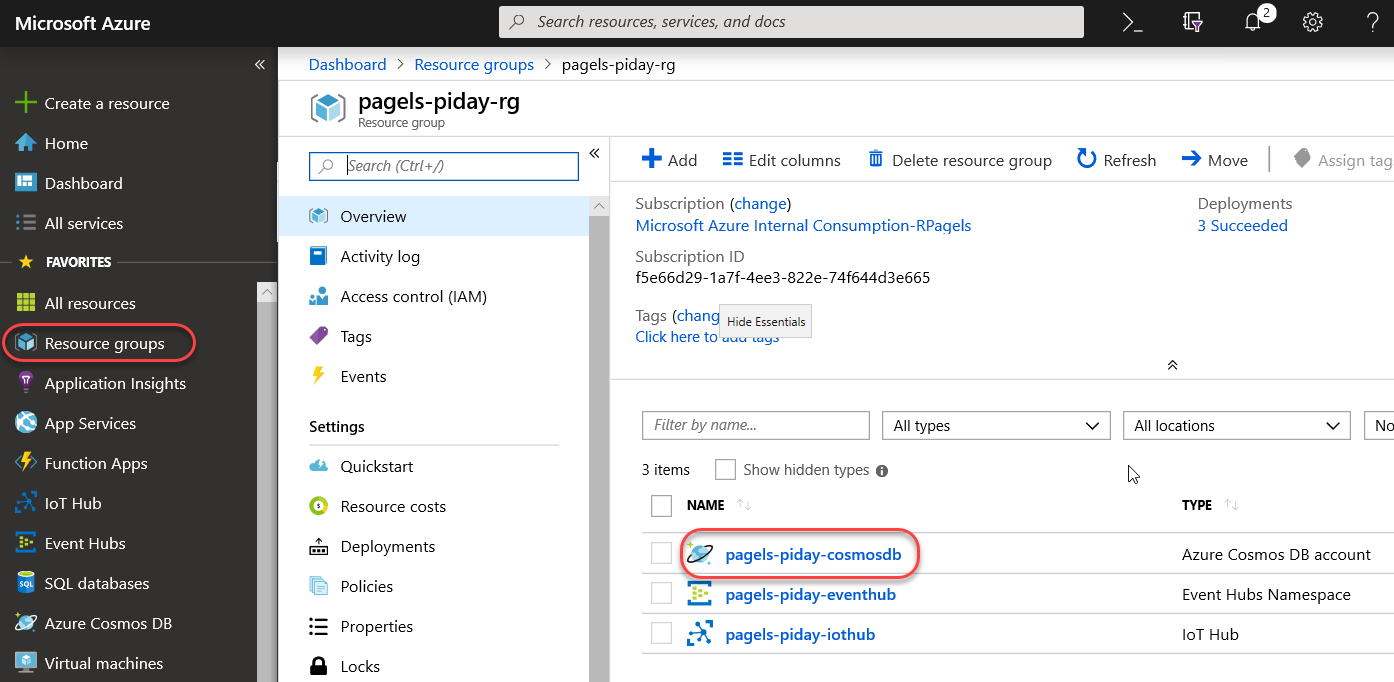 Microsoft Azure
Search resources, services, and docs
2
Create a resource
Home
Dashboard
All services
FAVORITES
All resources
Resource groups
Application Insights
App Services
Function Apps
IoT Hub
Event Hubs
SQL databases
Azure Cosmos DB
Virtual machines
Dashboard > Resource groups > pagels-piday-rg
pagels-piday-rg
Resource group
Search (Ctrl+/)
Overview
Activity log
Access control (IAM)
Tags
Events
Settings
Quickstart
Resource costs
Deployments
Policies
Properties
Locks
Add Edit columns Delete resource group Refresh Move Assign tag
Subscription (change) Deployments
Microsoft Azure Internal Consumption-RPagels 3 Succeeded
Subscription ID
f5e66d29-1a7f-4ee3-822e-74f644d3e665
Tags (chang
Hide Essentials
Click here to add tags
Filter by name... All types All locations No
3 items Show hidden types
NAME TYPE
pagels-piday-cosmosdb Azure Cosmos DB account
pagels-piday-eventhub Event Hubs Namespace
pagels-piday-iothub IoT Hub